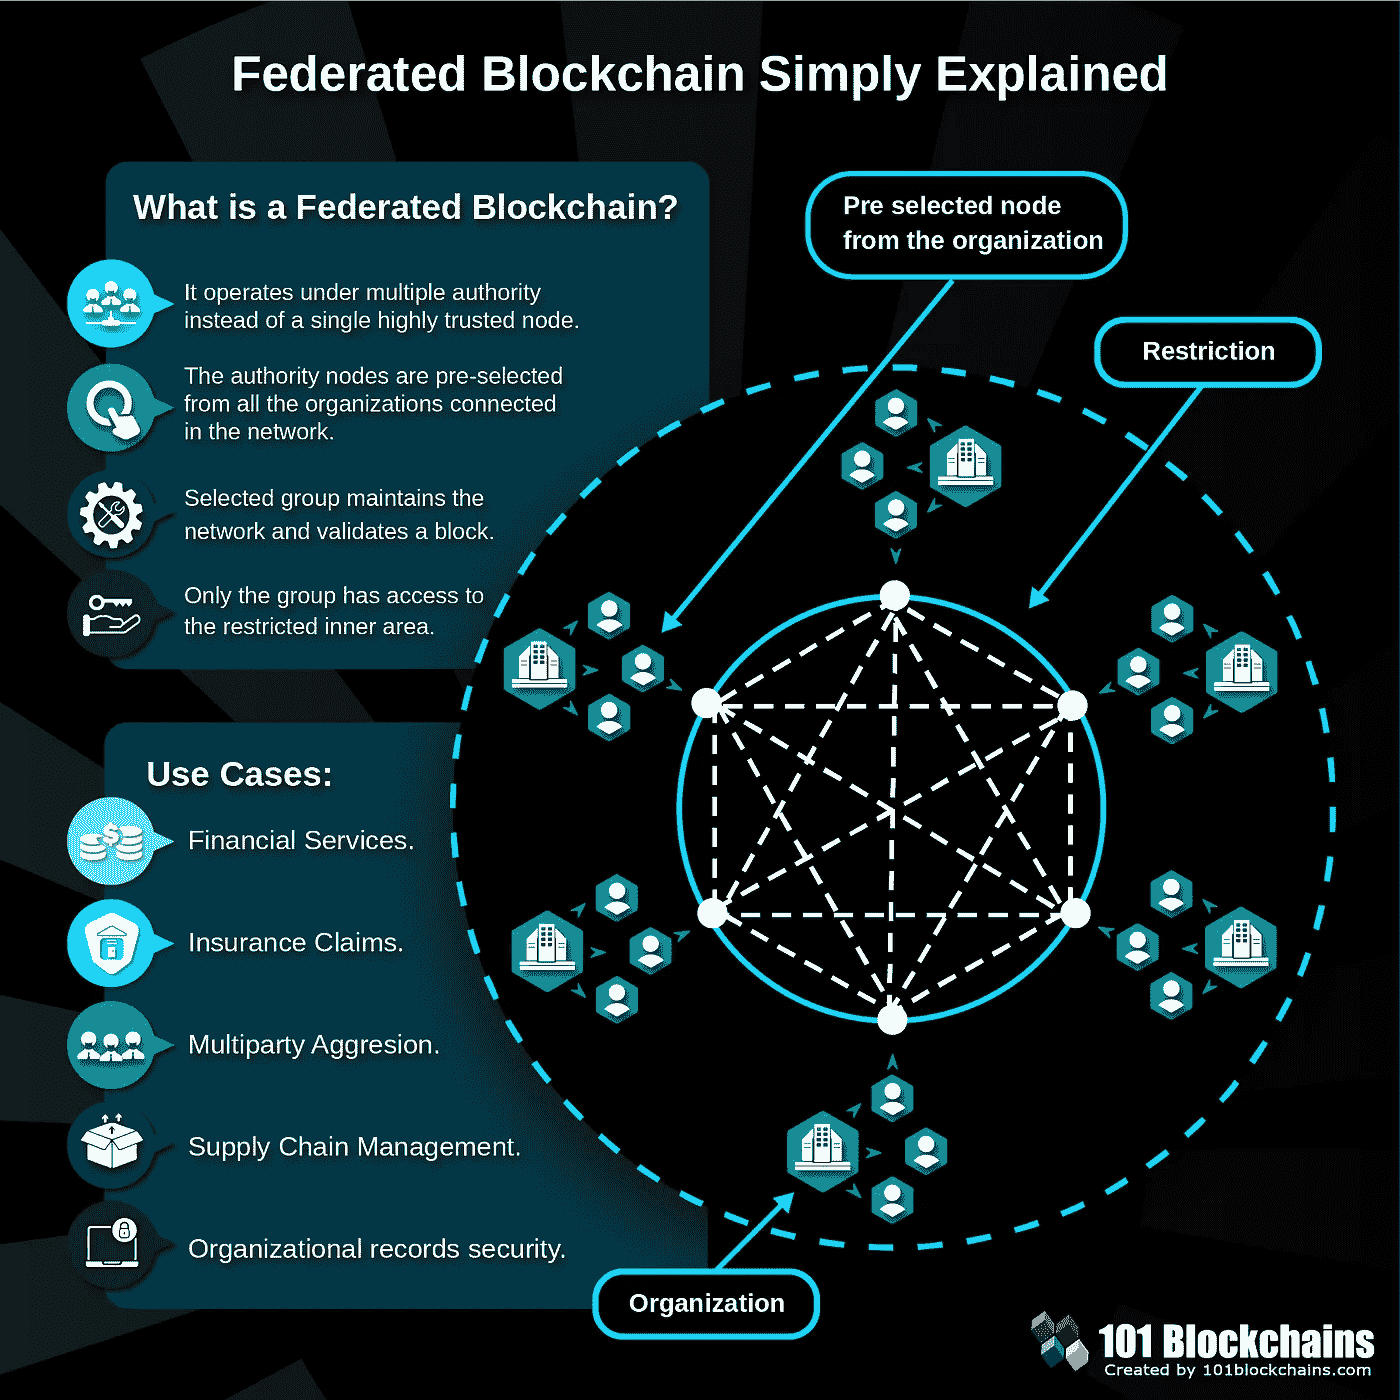 Federated Blockchain Simply Explained
What is a Federated Blockchain?
It operates under multiple authority
instead of a single highly trusted node.
The authority nodes are pre-selected
from all the organizations connected
in the network.
Selected group maintains the
network and validates a block.
Only the group has access to
the restricted inner area.
Use Cases:
$
Financial Services.
Insurance Claims.
Multiparty Aggresion.
Supply Chain Management.
Organizational records security.
Pre selected node
from the organization
Restriction
Organization
101 Blockchains
Created by 101blockchains.com